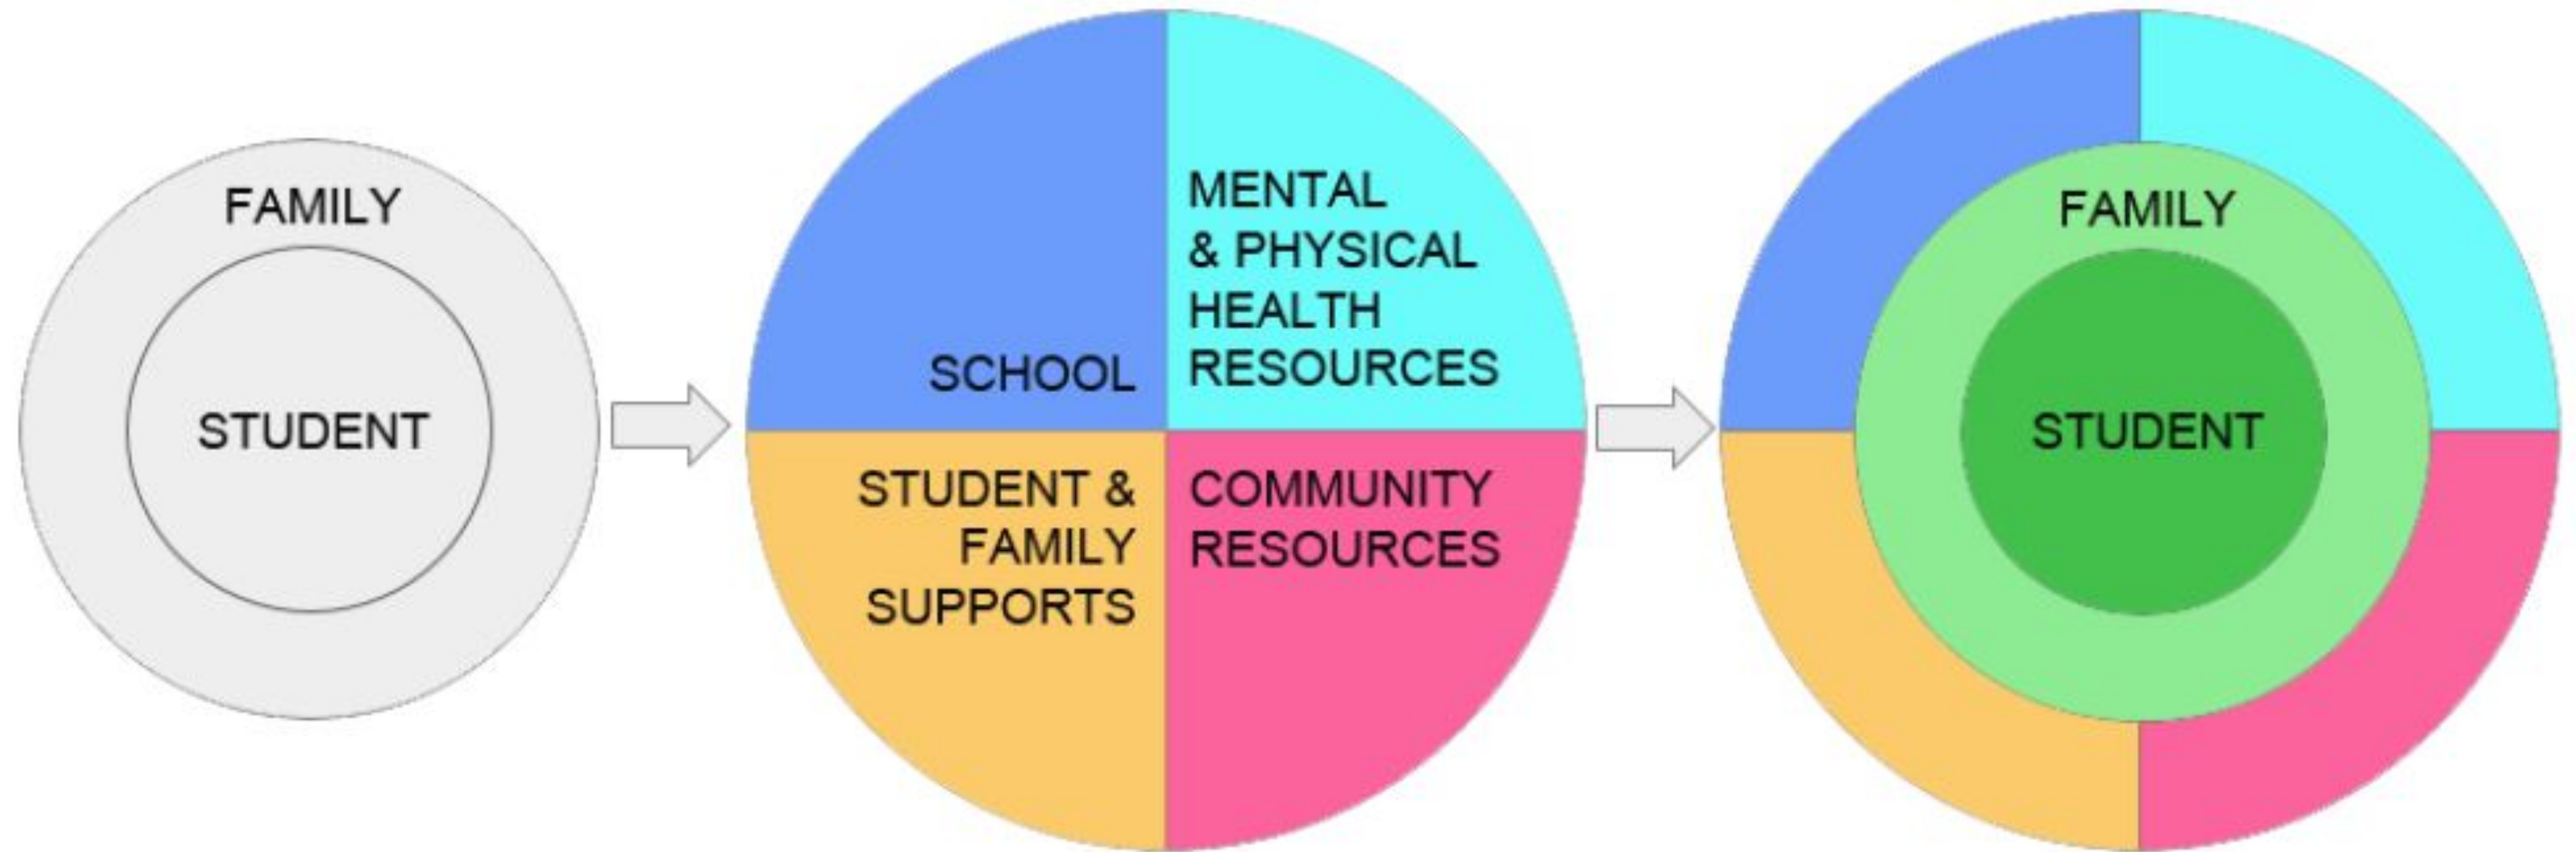 FAMILY
STUDENT
SCHOOL
MENTAL
& PHYSICAL
HEALTH
RESOURCES
STUDENT &
FAMILY
SUPPORTS
COMMUNITY
RESOURCES
FAMILY
STUDENT